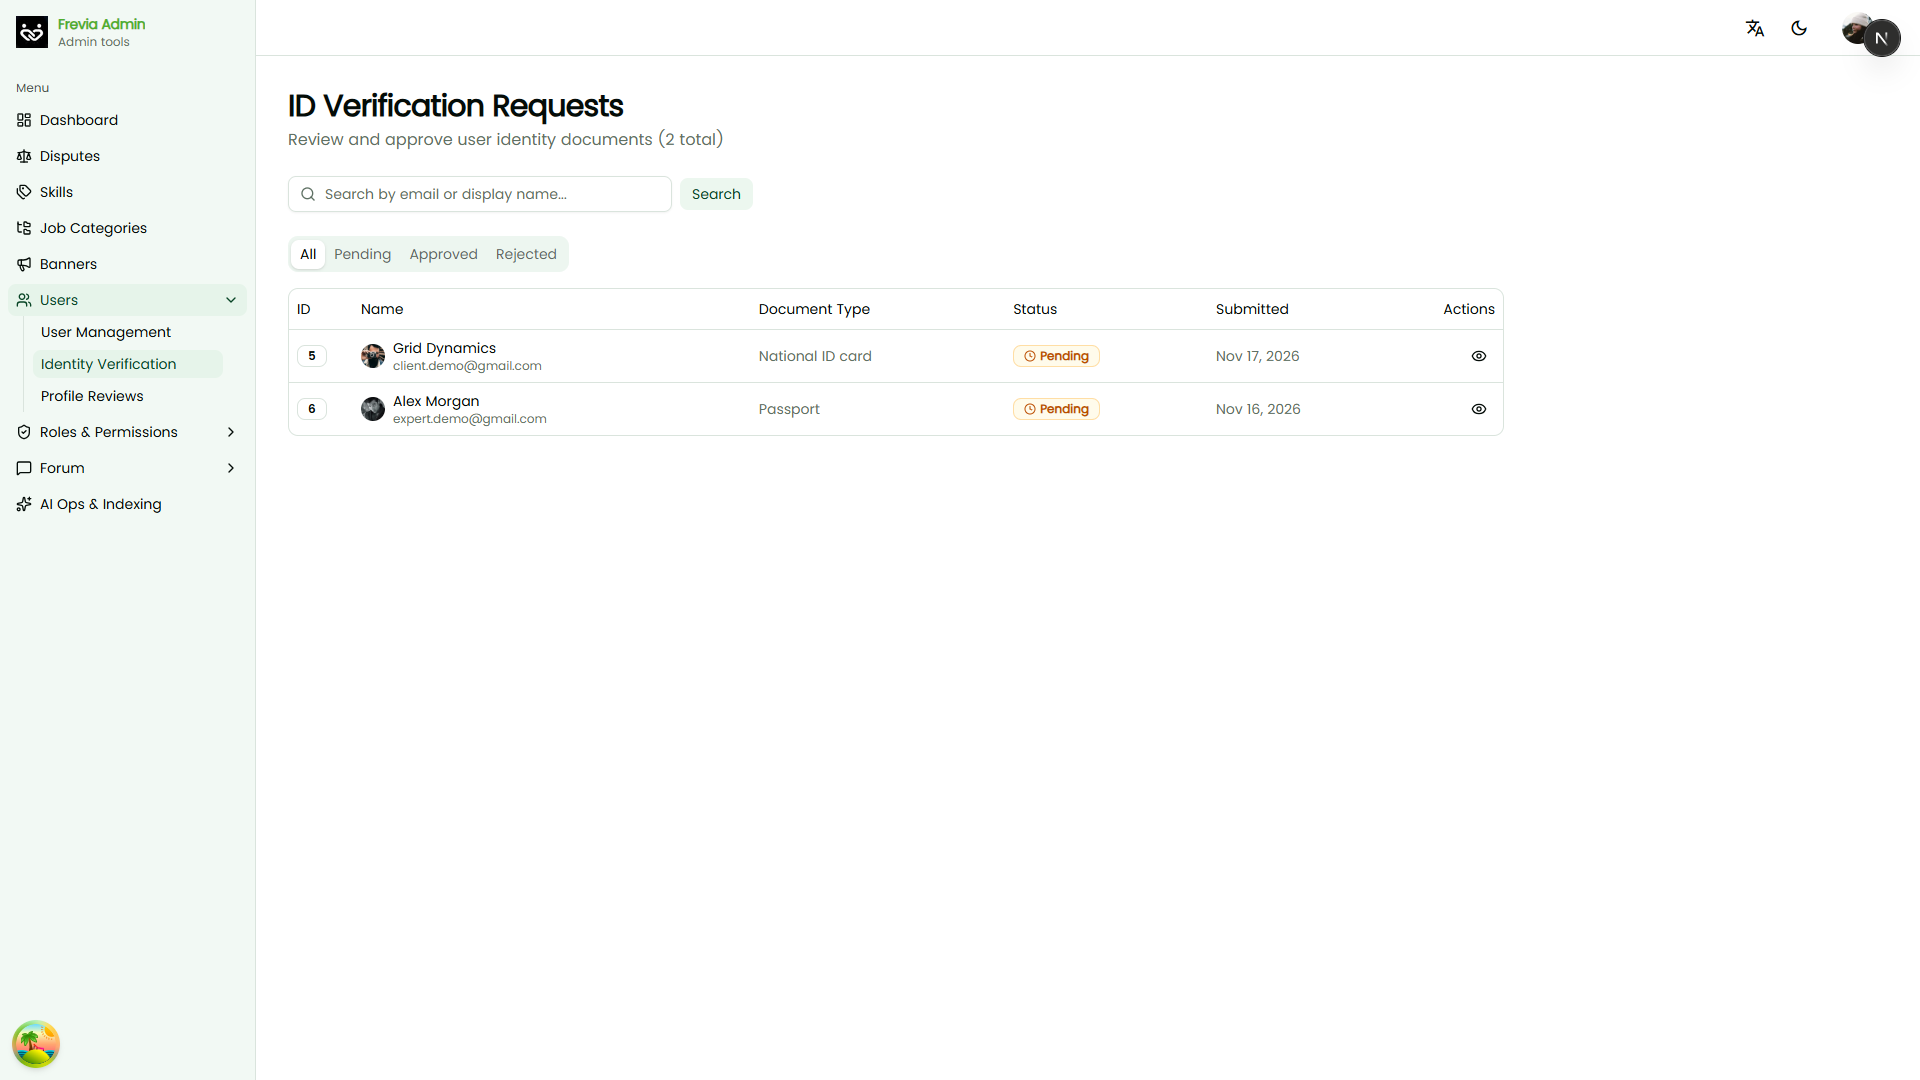 Frevia Admin
Admin tools
Menu
Dashboard
Disputes
Skills
Job Categories
Banners
Users
User Management
Identity Verification
Profile Reviews
Roles & Permissions
Forum
AI Ops & Indexing
N
ID Verification Requests
Review and approve user identity documents (2 total)
Search by email or display name...
Search
All Pending Approved Rejected
ID Name Document Type Status Submitted Actions
5 Grid Dynamics National ID card Pending Nov 17, 2026
client.demo@gmail.com
6 Alex Morgan Passport Pending Nov 16, 2026
expert.demo@gmail.com